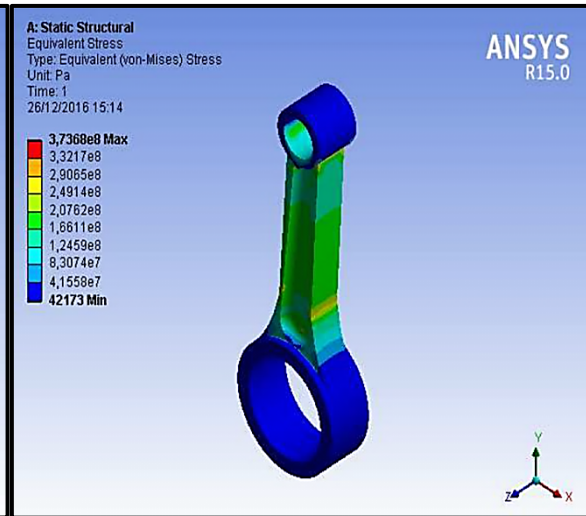 A: Static Structural
Equivalent Stress
Type: Equivalent (von-Mises) Stress
Unit: Pa
Time: 1
26/12/2016 15:14
ANSYS
R15.0
3,7368e8 Max
3,3217e8
2,9065e8
2,4914e8
2,0762e8
1,6611e8
1,2459e8
8,3074e7
4,1558e7
42173 Min
Y
Z
X